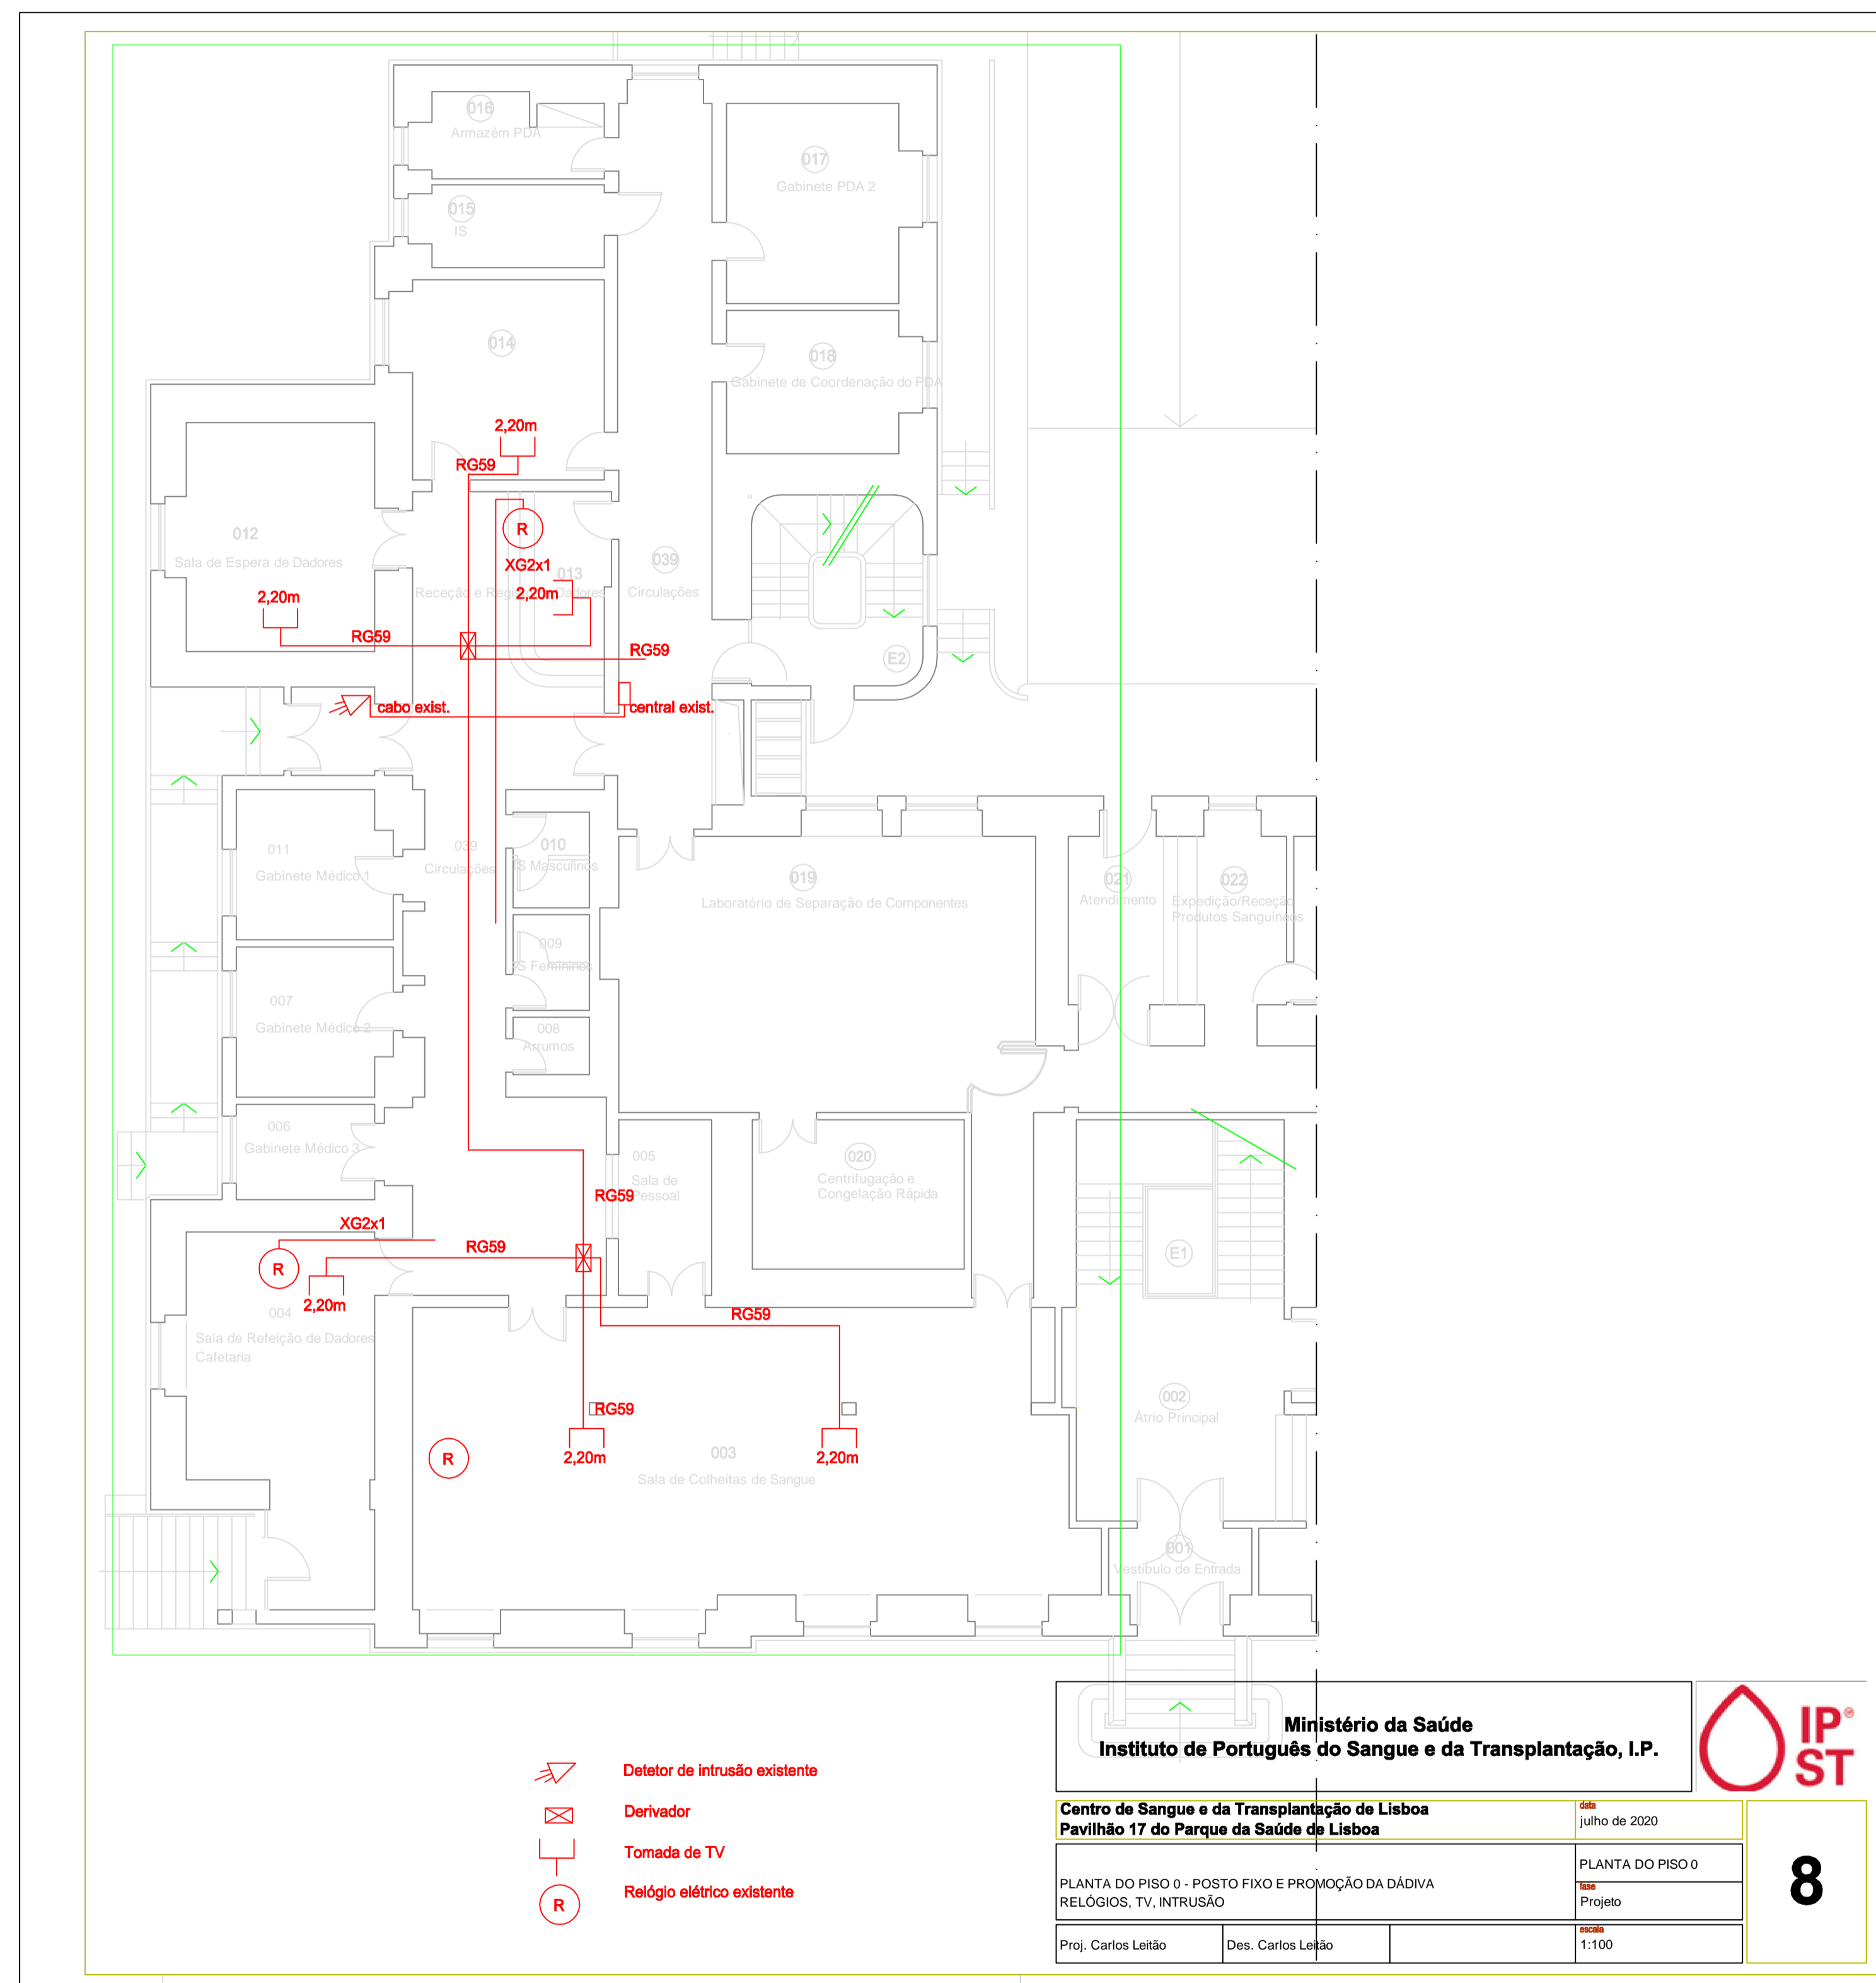 016
Armazém PDA
017
Gabinete PDA 2
015
IS
014
018
Gabinete de Coordenação do PDA
2,20m
RG59
012
Sala de Espera de Dadores
R
XG2x1
013
Receção e Dadores
2,20m
039
Circulações
2,20m
RG59
RG59
E2
cabo exist.
central exist.
011
Gabinete Médico 1
039
Circulações
010
IS Masculinos
019
Laboratório de Separação de Componentes
021
Atendimento
022
Expedição/Receção
Produtos Sanguíneos
009
IS Femininos
007
Gabinete Médico 2
008
Arrumos
006
Gabinete Médico 3
005
Sala de
Pessoal
020
Centrifugação e
Congelação Rápida
RG59
XG2x1
RG59
R
2,20m
E1
004
Sala de Refeição de Dadores
Cafetaria
RG59
002
Átrio Principal
RG59
R
2,20m
2,20m
003
Sala de Colheitas de Sangue
001
Vestíbulo de Entrada
Detetor de intrusão existente
Derivador
Tomada de TV
R
Relógio elétrico existente
Ministério da Saúde
Instituto de Português do Sangue e da Transplantação, I.P.
IP®
ST
Centro de Sangue e da Transplantação de Lisboa
Pavilhão 17 do Parque da Saúde de Lisboa
data
julho de 2020
PLANTA DO PISO 0 - POSTO FIXO E PROMOÇÃO DA DÁDIVA
RELÓGIOS, TV, INTRUSÃO
PLANTA DO PISO 0
fase
Projeto
8
Proj. Carlos Leitão
Des. Carlos Leitão
escala
1:100